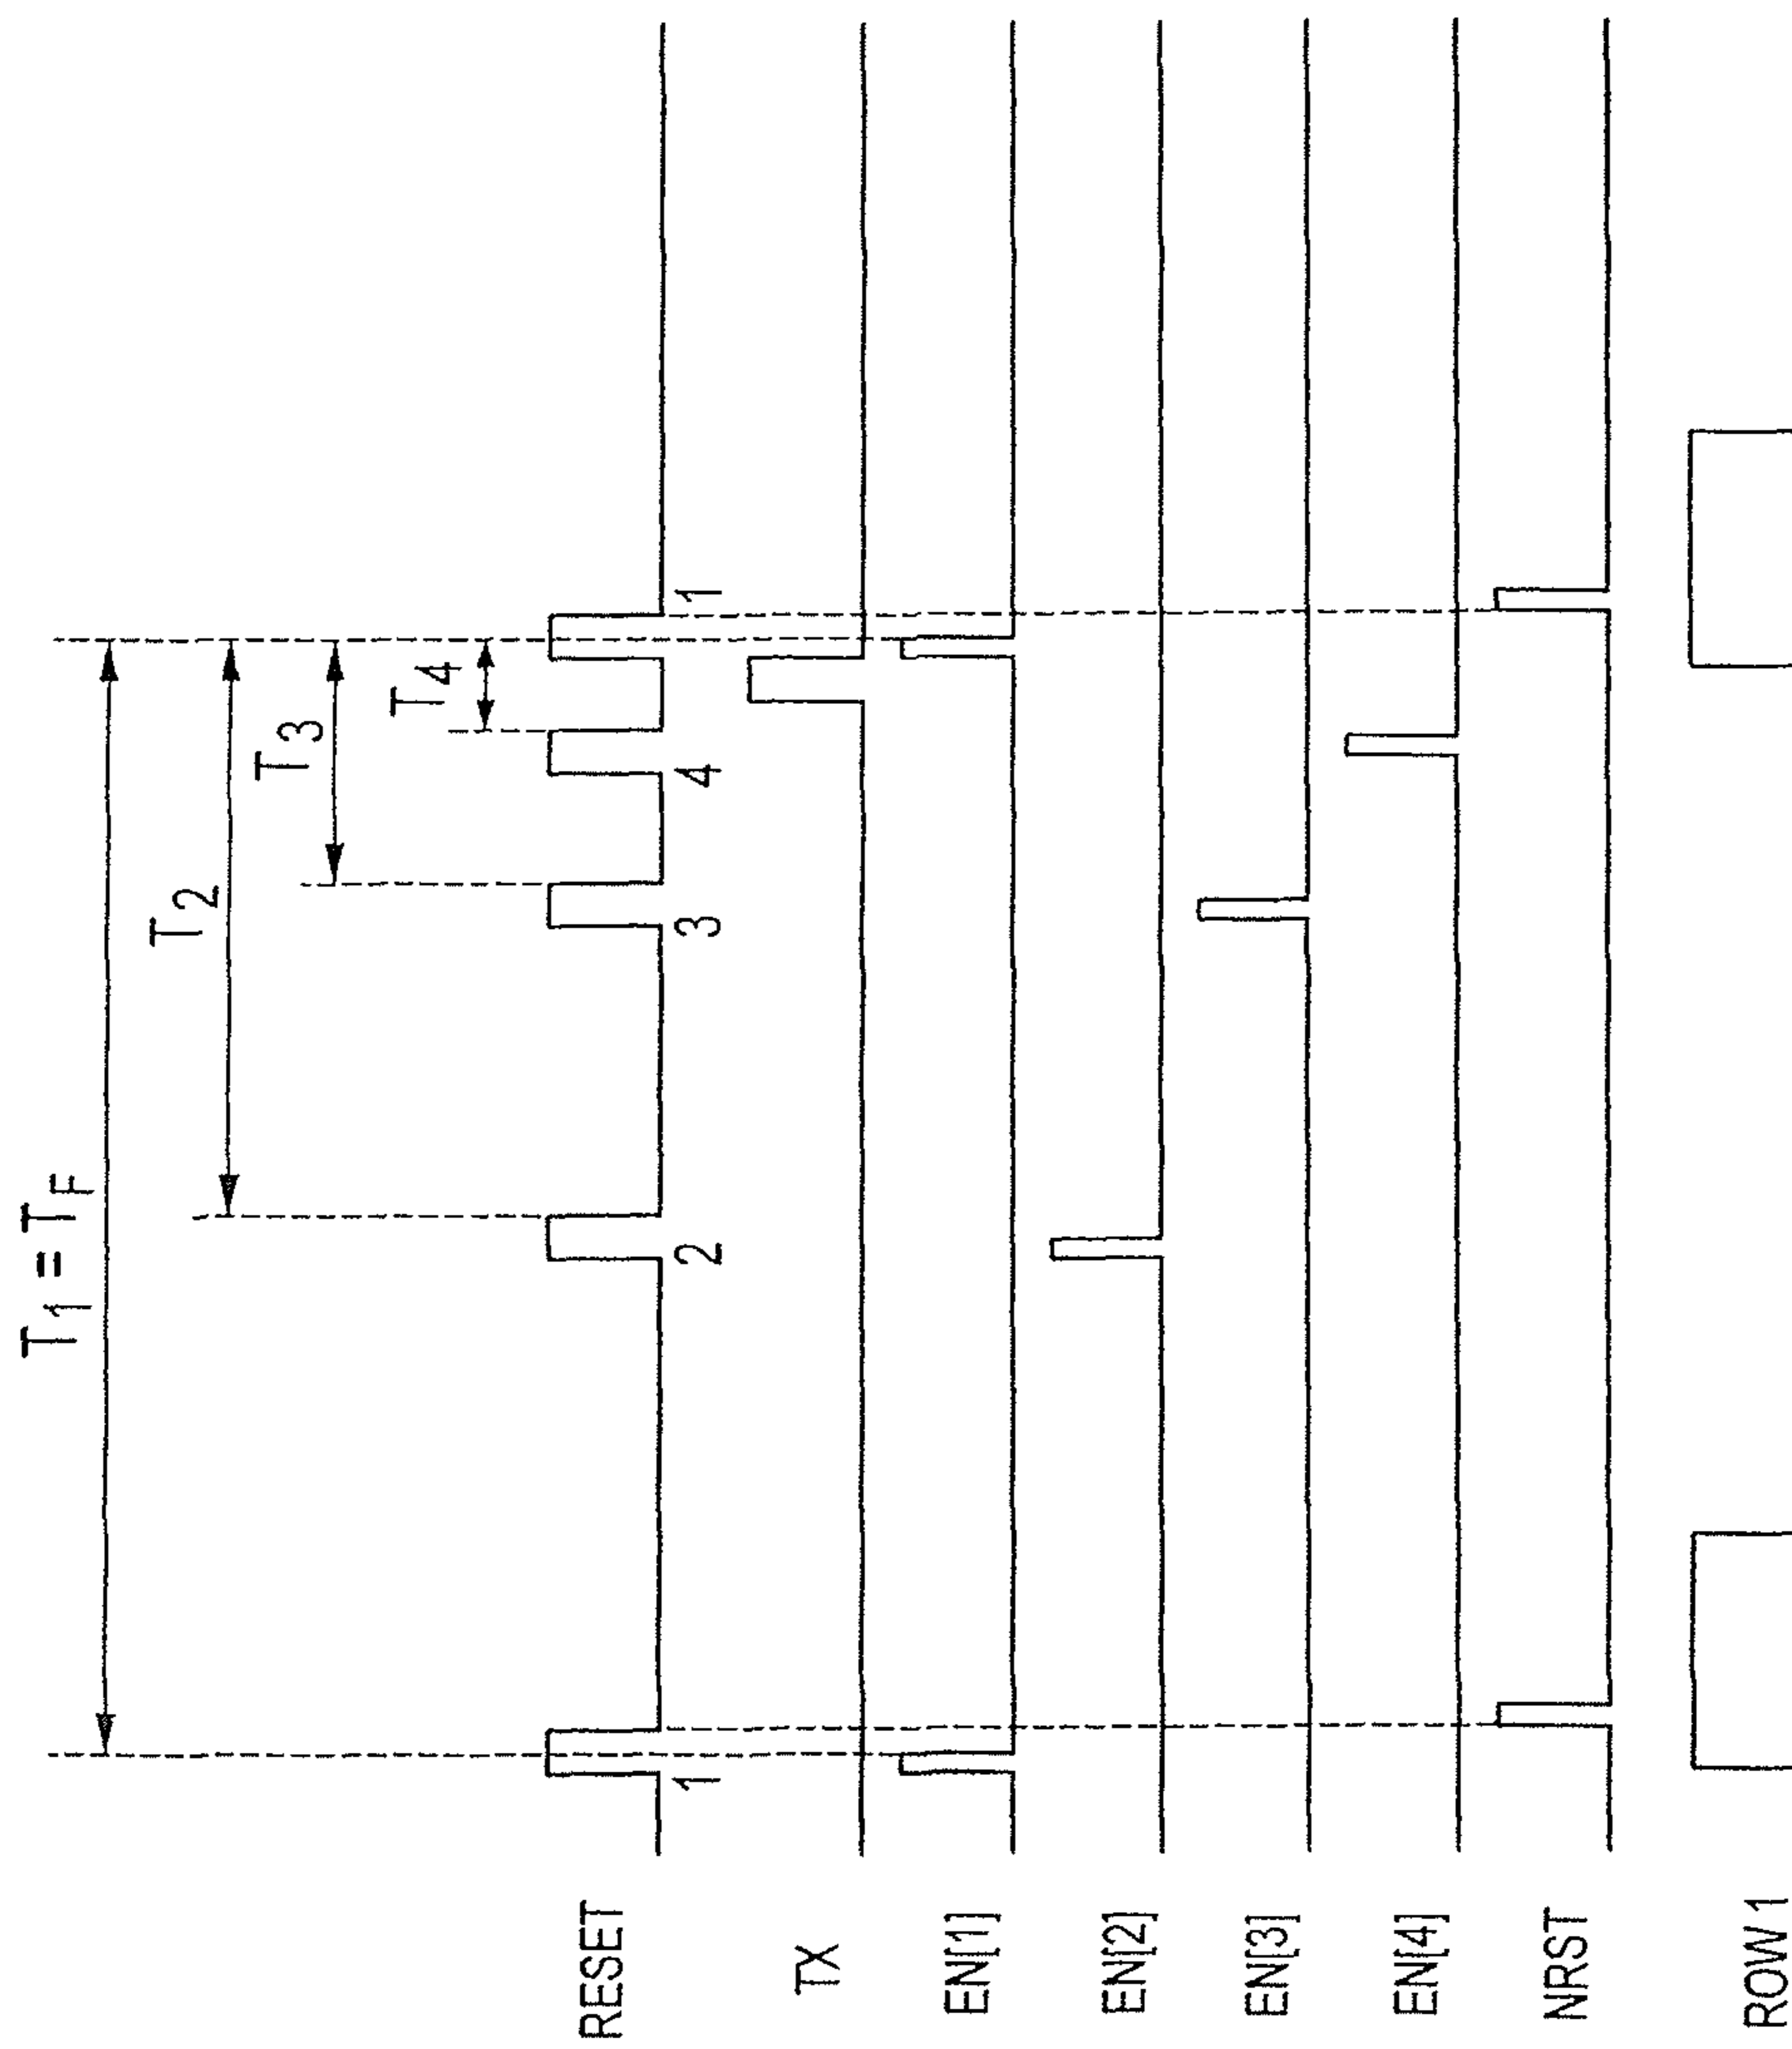 T1 = TF
T2
T3
T4
RESET
1 2 3 4 1
TX
EN[1]
EN[2]
EN[3]
EN[4]
NRST
ROW 1